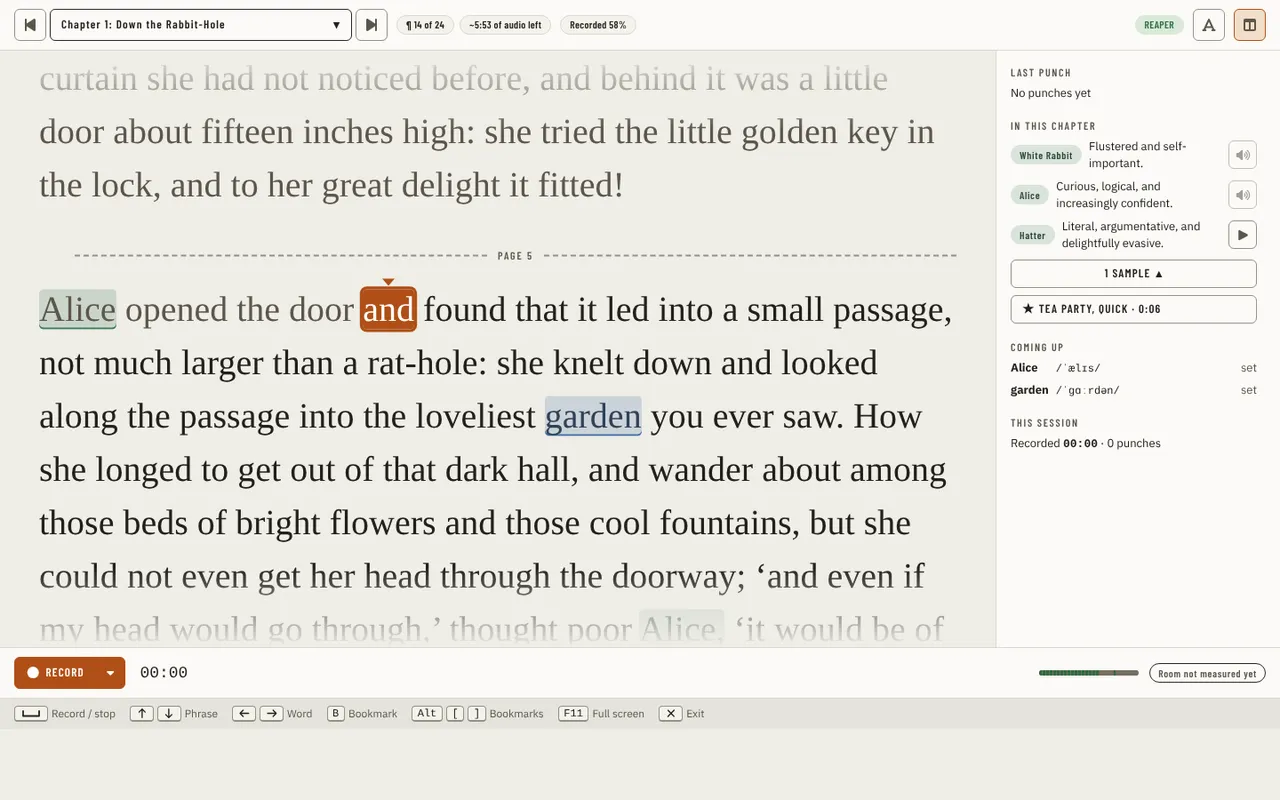 Chapter 1: Down the Rabbit-Hole ▼
¶ 14 of 24
~5:53 of audio left
Recorded 58%
REAPER
A
curtain she had not noticed before, and behind it was a little
door about fifteen inches high: she tried the little golden key in
the lock, and to her great delight it fitted!
PAGE 5
Alice opened the door and found that it led into a small passage,
not much larger than a rat-hole: she knelt down and looked
along the passage into the loveliest garden you ever saw. How
she longed to get out of that dark hall, and wander about among
those beds of bright flowers and those cool fountains, but she
could not even get her head through the doorway; ‘and even if
my head would go through,’ thought poor Alice, ‘it would be of
LAST PUNCH
No punches yet
IN THIS CHAPTER
White Rabbit
Flustered and self-
important.
Alice
Curious, logical, and
increasingly confident.
Hatter
Literal, argumentative, and
delightfully evasive.
1 SAMPLE ▲
★ TEA PARTY, QUICK · 0:06
COMING UP
Alice /ˈælɪs/ set
garden /ˈɡɑːrdən/ set
THIS SESSION
Recorded 00:00 · 0 punches
RECORD
00:00
Room not measured yet
Record / stop
↑ ↓ Phrase
← → Word
B Bookmark
Alt [ ] Bookmarks
F11 Full screen
✕ Exit